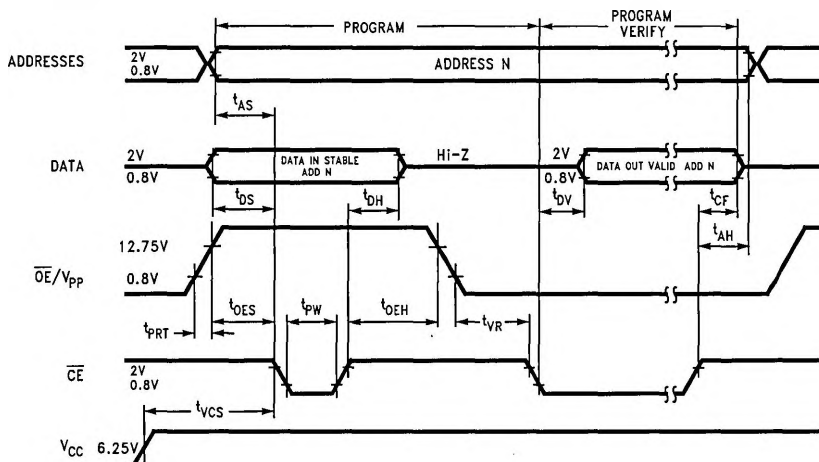 PROGRAM
PROGRAM
VERIFY
ADDRESSES
2V
0.8V
ADDRESS N
tAS
DATA
2V
0.8V
DATA IN STABLE
ADD N
Hi-Z
2V
0.8V
DATA OUT VALID ADD N
tDS
tDH
tDV
tCF
tAH
OE/VPP
12.75V
0.8V
tPRT
tOES
tPW
tOEH
tVR
CE
2V
0.8V
tVCS
VCC
6.25V